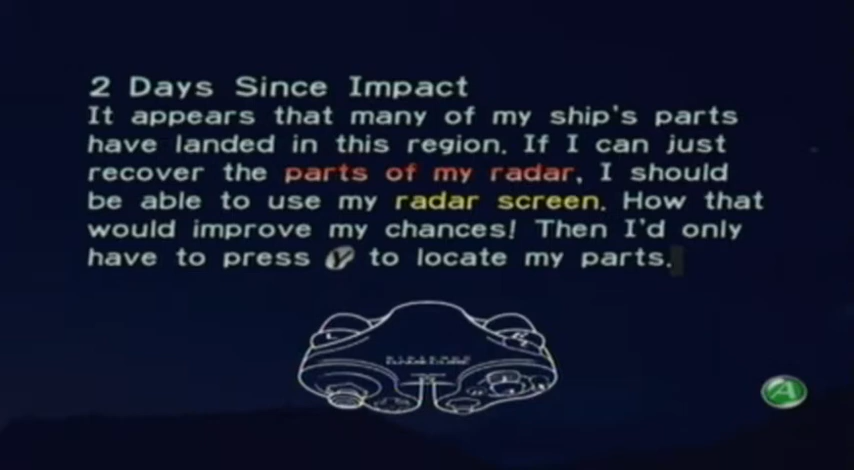 2 Days Since Impact
It appears that many of my ship's parts
have landed in this region. If I can just
recover the parts of my radar, I should
be able to use my radar screen. How that
would improve my chances! Then I'd only
have to press Y to locate my parts.
A